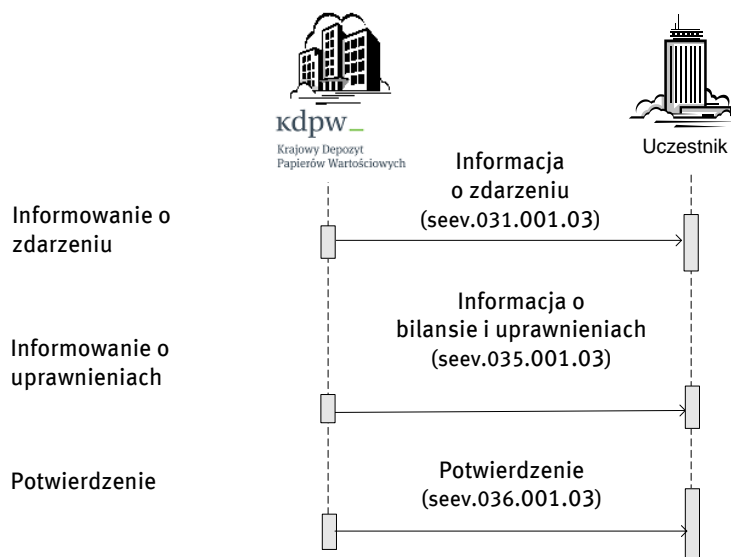 kdpw_
Krajowy Depozyt
Papierów Wartościowych
Uczestnik
Informacja
o zdarzeniu
(seev.031.001.03)
Informowanie o
zdarzeniu
Informacja o
bilansie i uprawnieniach
(seev.035.001.03)
Informowanie o
uprawnieniach
Potwierdzenie
(seev.036.001.03)
Potwierdzenie